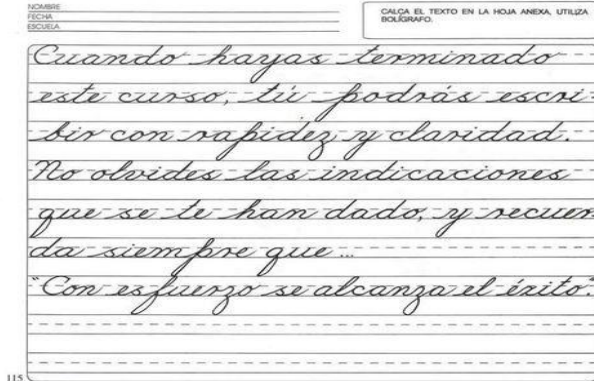 NOMBRE
FECHA
ESCUELA
CALCA EL TEXTO EN LA HOJA ANEXA, UTILIZA
BOLÍGRAFO.
Cuando hayas terminado
este curso, tú podrás escri-
bir con rapidez y claridad.
No olvides las indicaciones
que se te han dado, y recuer
da siempre que...
"Con esfuerzo se alcanza el éxito".
115